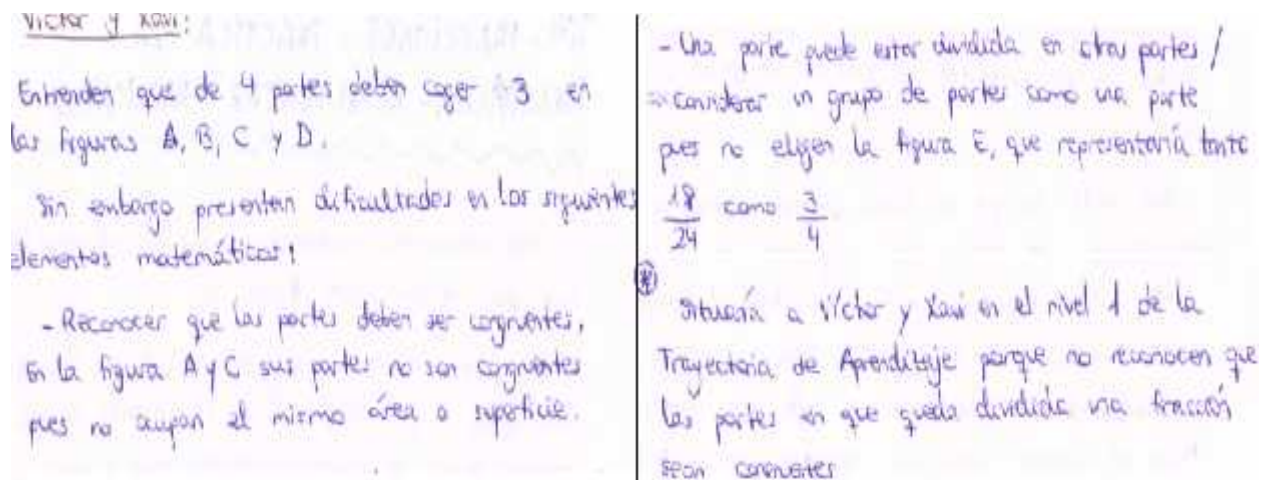 Víctor y Xavi:
Entienden que de 4 partes deben coger 3 en
las figuras A, B, C y D.
Sin embargo presentan dificultades en los siguientes
elementos matemáticos:
- Reconocer que las partes deben ser congruentes,
En la figura A y C sus partes no son congruentes
pues no ocupan el mismo área o superficie.
- Una parte puede estar dividida en otras partes /
considerar un grupo de partes como una parte
pues no eligen la figura E, que representaría tanto
18/24 como 3/4
Situaría a Víctor y Xavi en el nivel 1 de la
Trayectoria de Aprendizaje porque no reconocen que
las partes en que queda dividida una fracción
sean congruentes